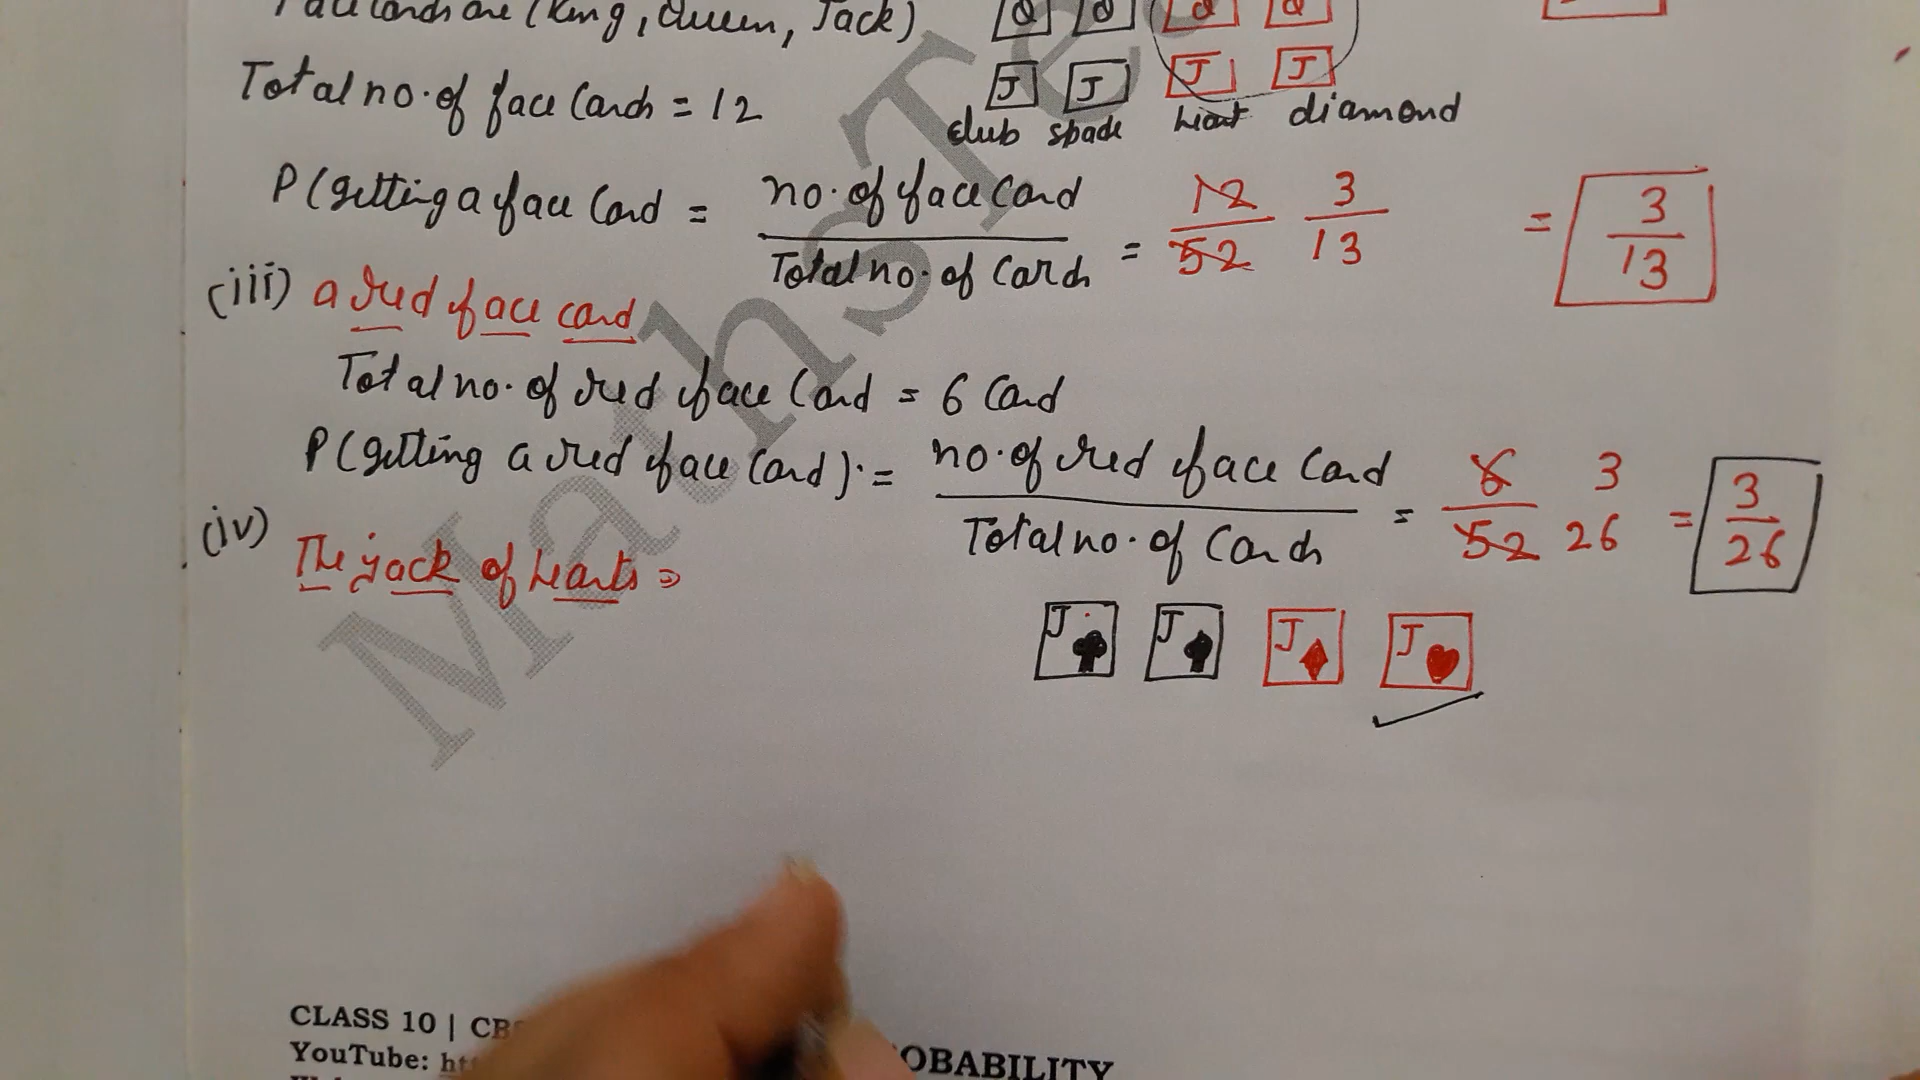 Face Cards are (King, Queen, Jack)
Q Q Q Q
Total no. of face Cards = 12
J J J J
club spade heart diamond
P(getting a face Card = no. of face Card / Total no. of Cards = 12/52 3/13 = 3/13
(iii) a red face card
Total no. of red face Card = 6 Card
P(getting a red face Card). = no. of red face Card / Total no. of Cards = 6/52 3/26 = 3/26
(iv) The jack of hearts =
J J J J
MathsTe
CLASS 10 | CB
OBABILITY
YouTube: ht